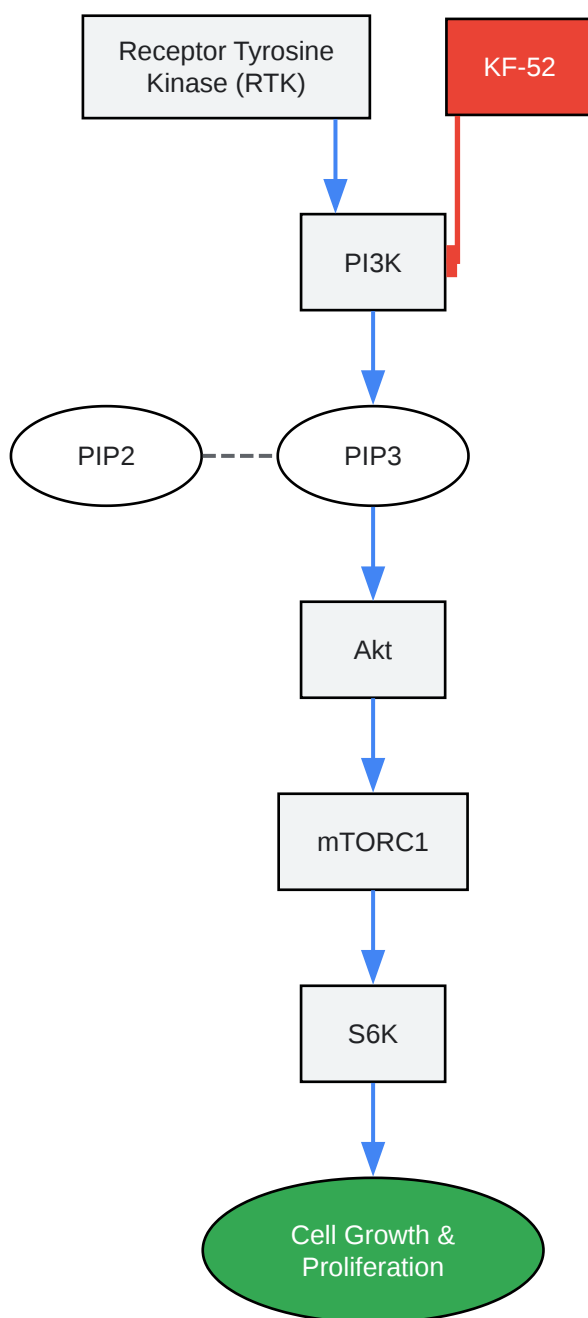 Receptor Tyrosine
Kinase (RTK)
KF-52
PI3K
PIP2
PIP3
Akt
mTORC1
S6K
Cell Growth &
Proliferation